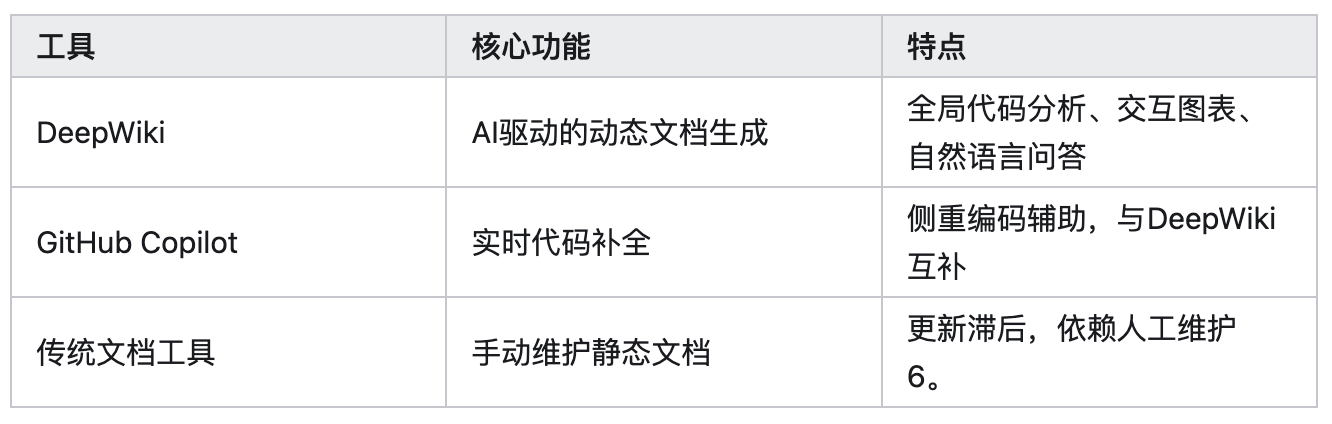 工具 核心功能 特点
DeepWiki AI驱动的动态文档生成 全局代码分析、交互图表、
自然语言问答
GitHub Copilot 实时代码补全 侧重编码辅助，与DeepWiki
互补
传统文档工具 手动维护静态文档 更新滞后，依赖人工维护
6。